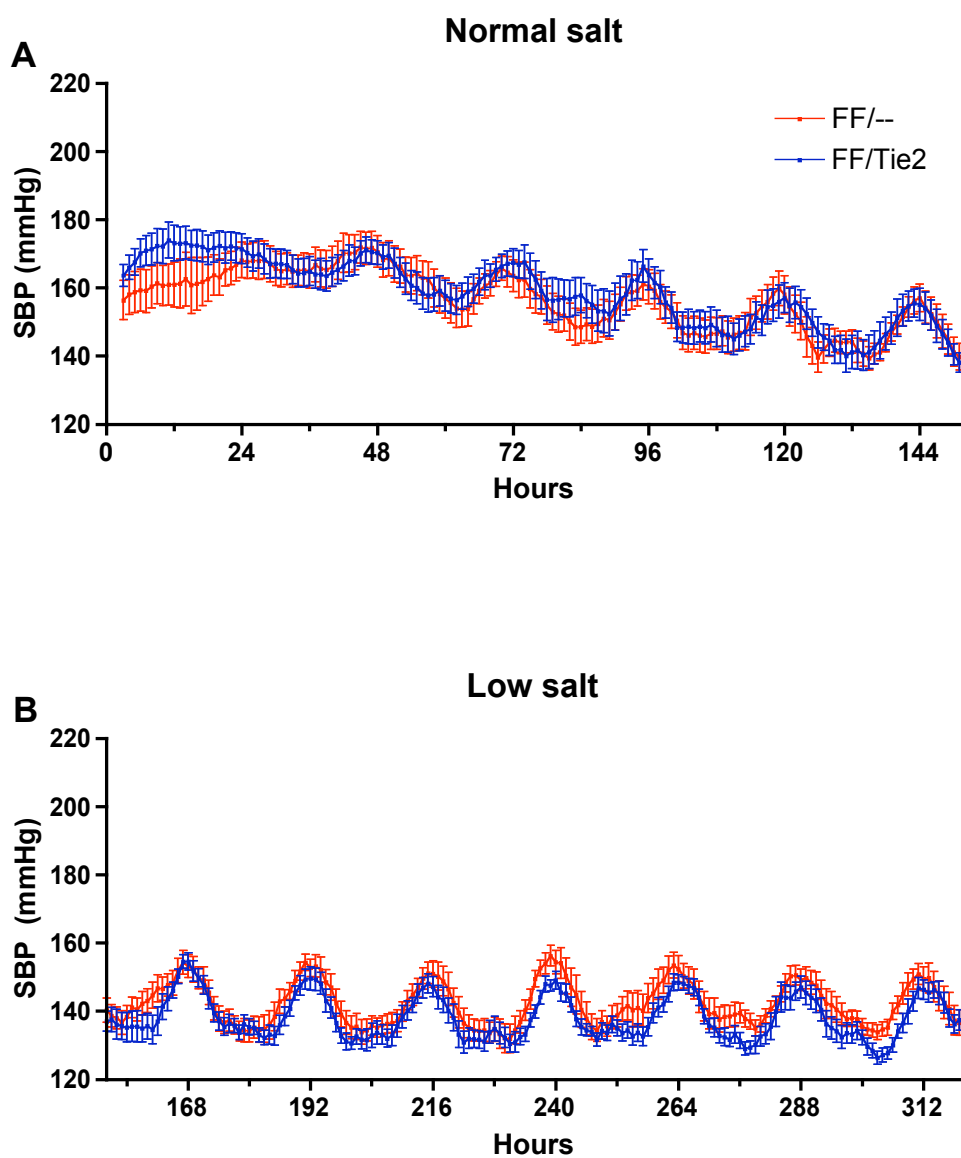 Normal salt
A
220
200
180
160
140
120
SBP (mmHg)
FF/--
FF/Tie2
0 24 48 72 96 120 144
Hours
Low salt
B
220
200
180
160
140
120
SBP (mmHg)
168 192 216 240 264 288 312
Hours